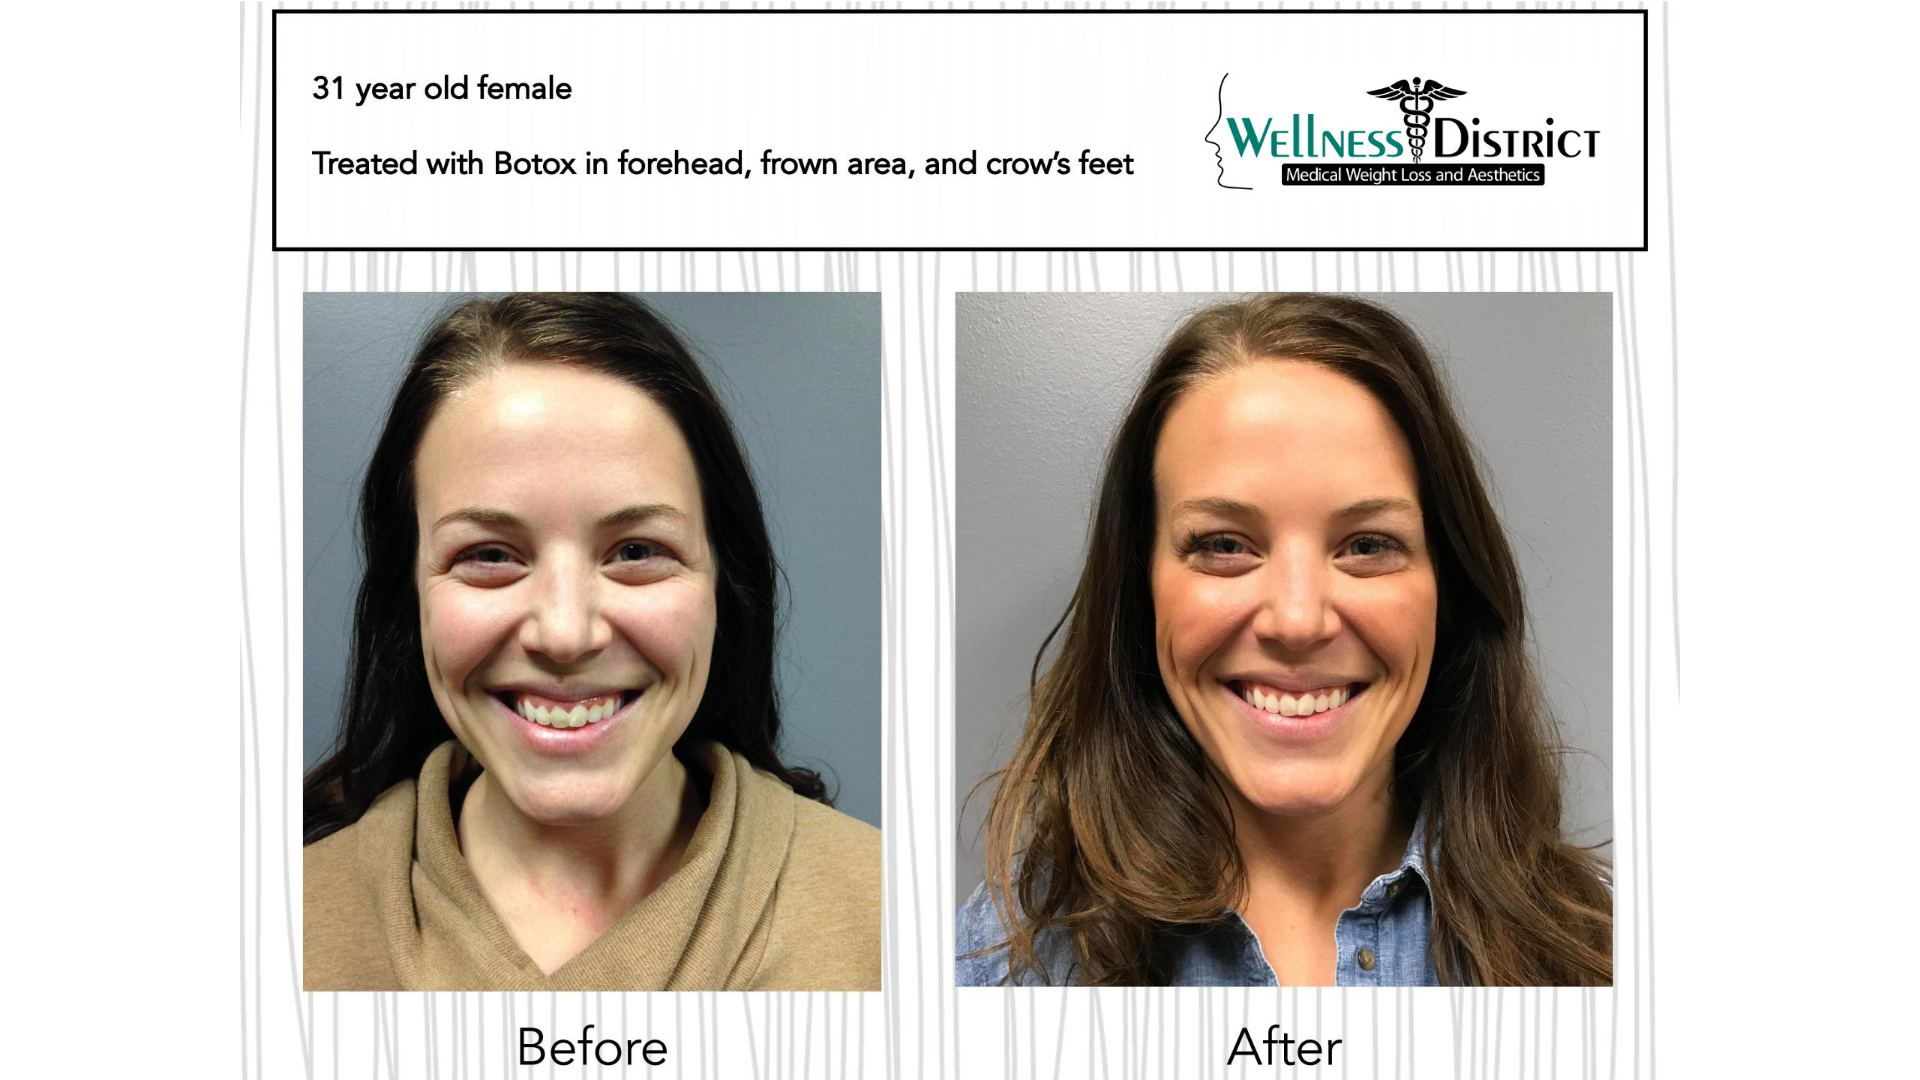 31 year old female
Treated with Botox in forehead, frown area, and crow's feet
WELLNESS DISTRICT
Medical Weight Loss and Aesthetics
Before
After